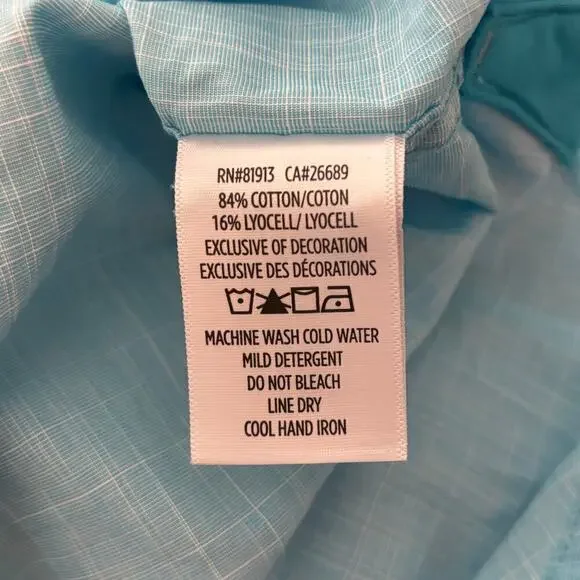 RN#81913 CA#26689
84% COTTON/COTON
16% LYOCELL/ LYOCELL
EXCLUSIVE OF DECORATION
EXCLUSIVE DES DÉCORATIONS
MACHINE WASH COLD WATER
MILD DETERGENT
DO NOT BLEACH
LINE DRY
COOL HAND IRON